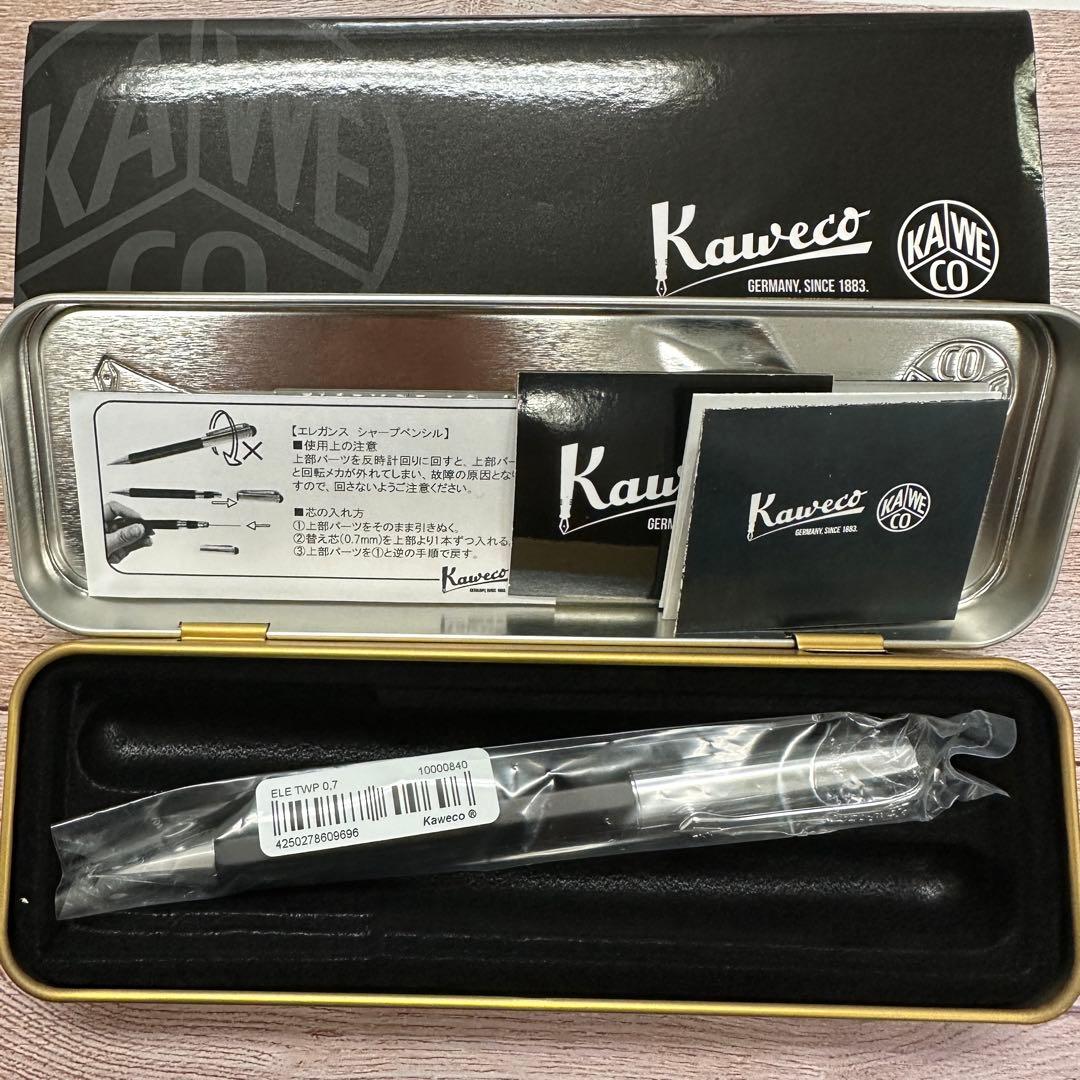 KAWE
CO
Kaweco
GERMANY, SINCE 1883.
KAWE
CO
CO
【エレガンス シャープペンシル】
■使用上の注意
上部パーツを反時計回りに回すと、上部パー
と回転メカが外れてしまい、故障の原因とな
すので、回さないようご注意ください。
■芯の入れ方
①上部パーツをそのまま引きぬく。
②替え芯(0.7mm)を上部より1本ずつ入れる。
③上部パーツを①と逆の手順で戻す。
Kaweco
GERMANY, SINCE 1883.
Kaw
GERM
Kaweco
GERMANY, SINCE 1883.
KAWE
CO
ELE TWP 0,7
10000840
4250278609696
Kaweco ®